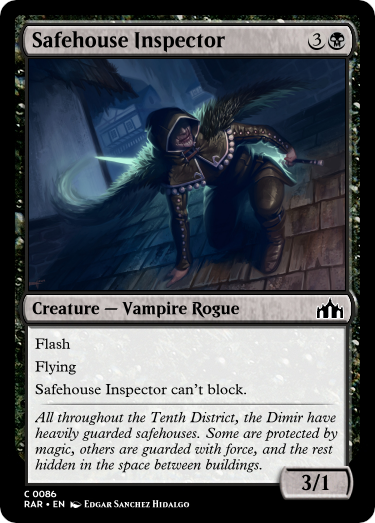 Safehouse Inspector 3
Creature — Vampire Rogue
Flash
Flying
Safehouse Inspector can't block.
All throughout the Tenth District, the Dimir have
heavily guarded safehouses. Some are protected by
magic, others are guarded with force, and the rest
hidden in the space between buildings.
3/1
C 0086
RAR • EN Edgar Sanchez Hidalgo